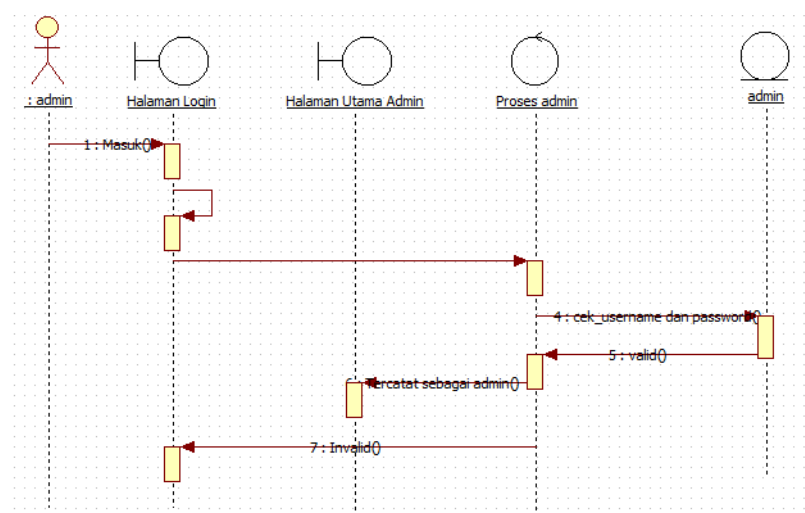 : admin
Halaman Login
Halaman Utama Admin
Proses admin
admin
1 : Masuk()
4 : cek_username dan password()
5 : valid()
: Tercatat sebagai admin()
7 : Invalid()